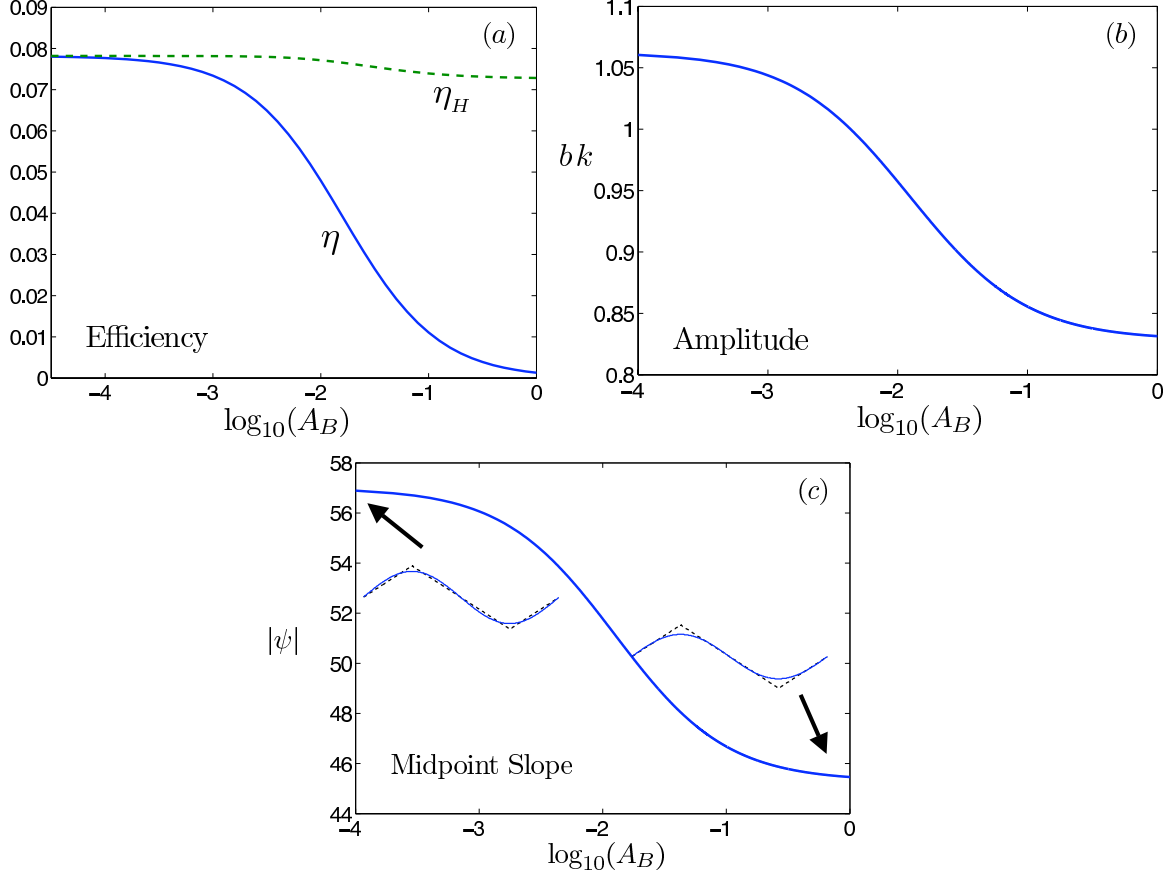 (a)
0.09
0.08
0.07
0.06
0.05
0.04
0.03
0.02
0.01
0
η_H
η
Efficiency
−4 −3 −2 −1 0
log₁₀(A_B)
(b)
1.1
1.05
1
0.95
0.9
0.85
0.8
b k
Amplitude
−4 −3 −2 −1 0
log₁₀(A_B)
(c)
58
56
54
52
50
48
46
44
|ψ|
Midpoint Slope
−4 −3 −2 −1 0
log₁₀(A_B)